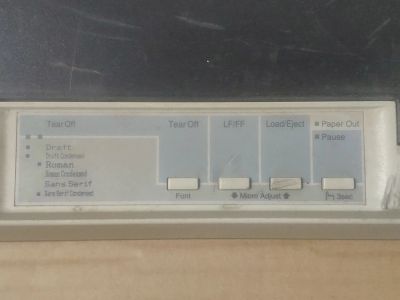 Tear Off Tear Off LF/FF Load/Eject Paper Out
Pause
Draft
Draft Condensed
Roman
Roman Condensed
Sans Serif
Sans Serif Condensed
Font Micro Adjust 3sec